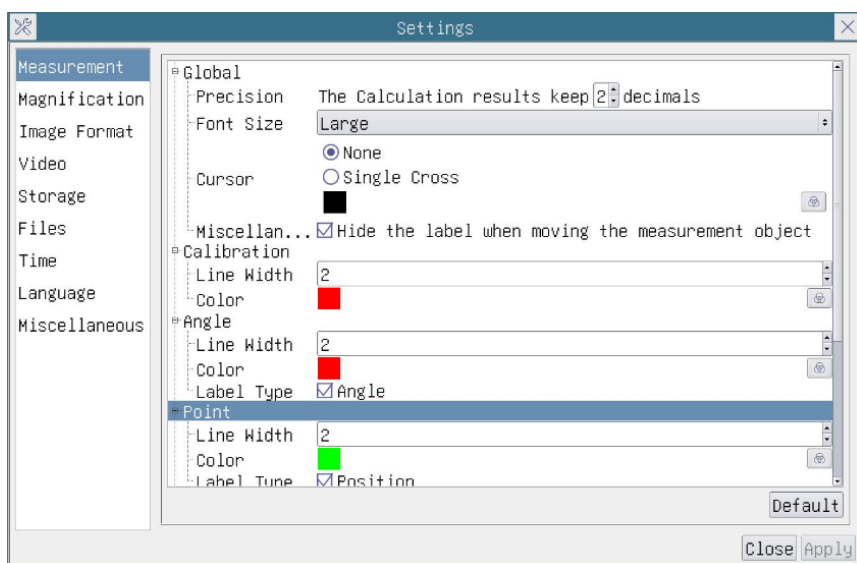 Settings
Measurement
Magnification
Image Format
Video
Storage
Files
Time
Language
Miscellaneous
Global
Precision The Calculation results keep 2 decimals
Font Size Large
None
Cursor Single Cross
Miscellan... Hide the label when moving the measurement object
Calibration
Line Width 2
Color
Angle
Line Width 2
Color
Label Type Angle
Point
Line Width 2
Color
Label Type Position
Default
Close Apply